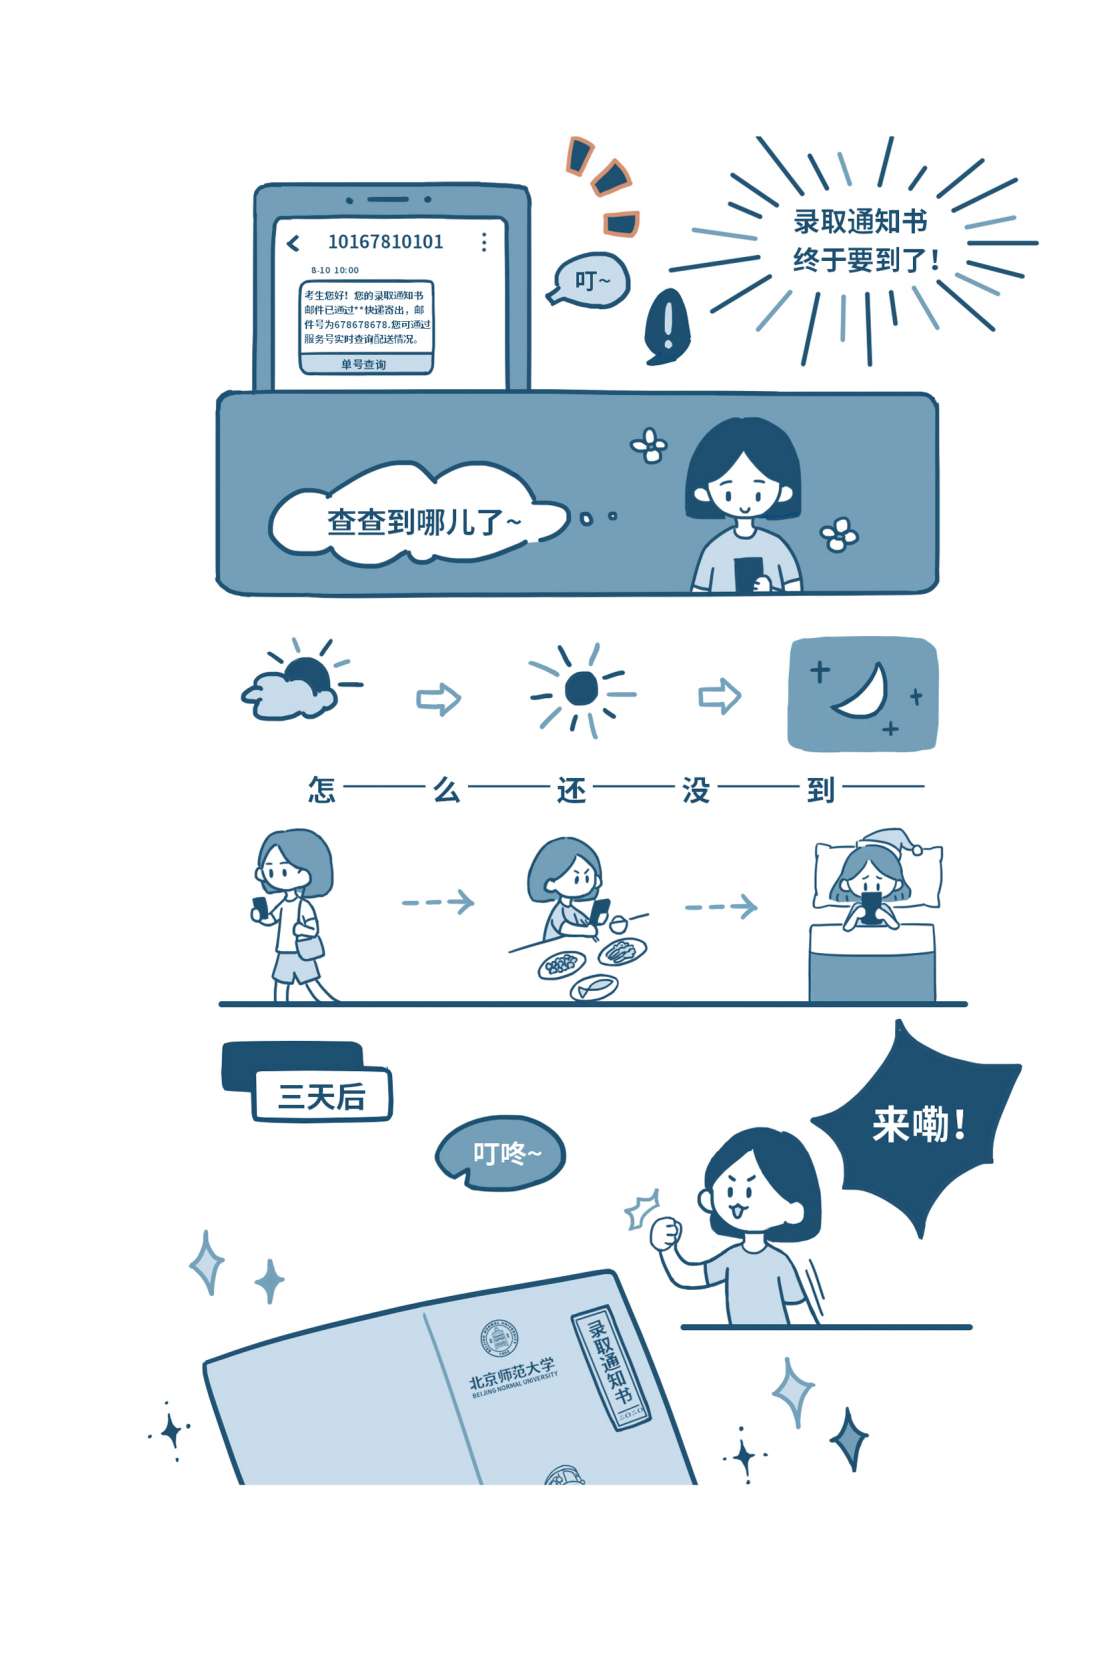 录取通知书
终于要到了!
叮~
10167810101
8-10 10:00
考生您好！您的录取通知书
邮件已通过**快递寄出，邮
件号为678678678.您可通过
服务号实时查询配送情况。
单号查询
查查到哪儿了~
怎么还没到
三天后
叮咚~
来嘞!
北京师范大学
BEIJING NORMAL UNIVERSITY
录取通知书
二〇二〇